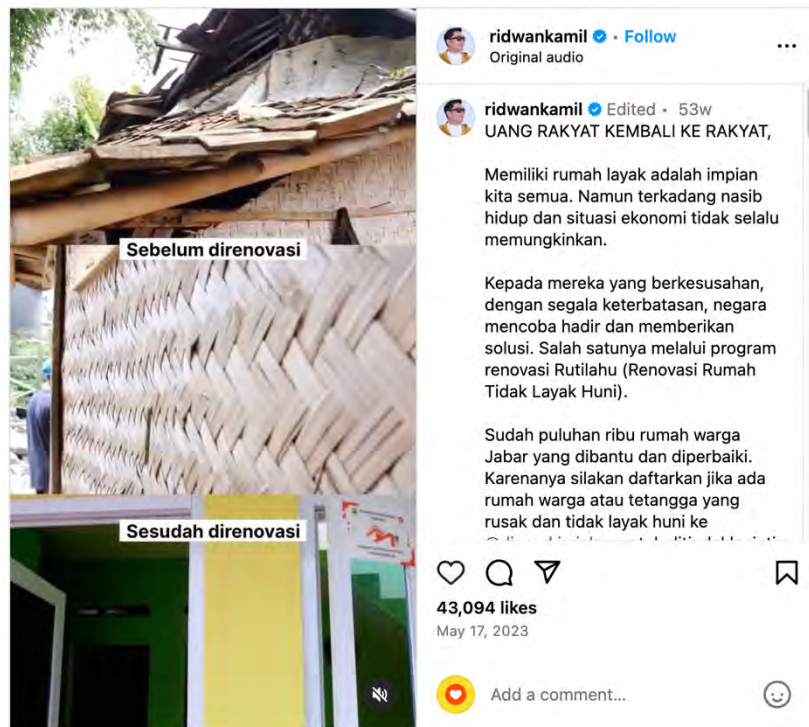 Sebelum direnovasi
Sesudah direnovasi
ridwankamil • Follow
Original audio
ridwankamil Edited • 53w
UANG RAKYAT KEMBALI KE RAKYAT,
Memiliki rumah layak adalah impian
kita semua. Namun terkadang nasib
hidup dan situasi ekonomi tidak selalu
memungkinkan.
Kepada mereka yang berkesusahan,
dengan segala keterbatasan, negara
mencoba hadir dan memberikan
solusi. Salah satunya melalui program
renovasi Rutilahu (Renovasi Rumah
Tidak Layak Huni).
Sudah puluhan ribu rumah warga
Jabar yang dibantu dan diperbaiki.
Karenanya silakan daftarkan jika ada
rumah warga atau tetangga yang
rusak dan tidak layak huni ke
43,094 likes
May 17, 2023
Add a comment...